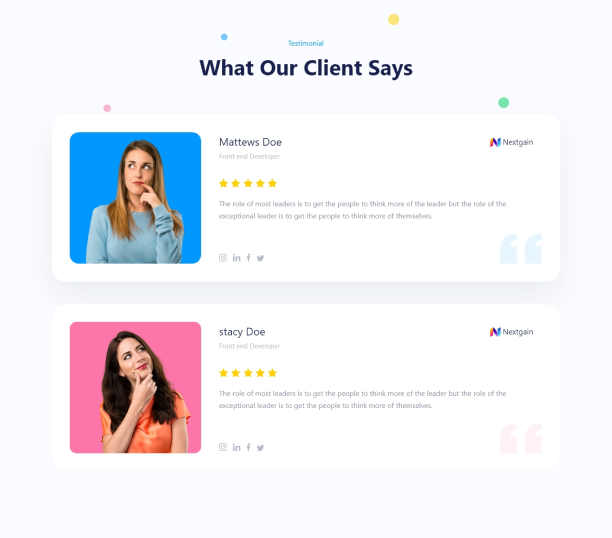 Testimonial
What Our Client Says
Mattews Doe
Nextgain
Front end Developer
The role of most leaders is to get the people to think more of the leader but the role of the
exceptional leader is to get the people to think more of themselves.
stacy Doe
Nextgain
Front end Developer
The role of most leaders is to get the people to think more of the leader but the role of the
exceptional leader is to get the people to think more of themselves.